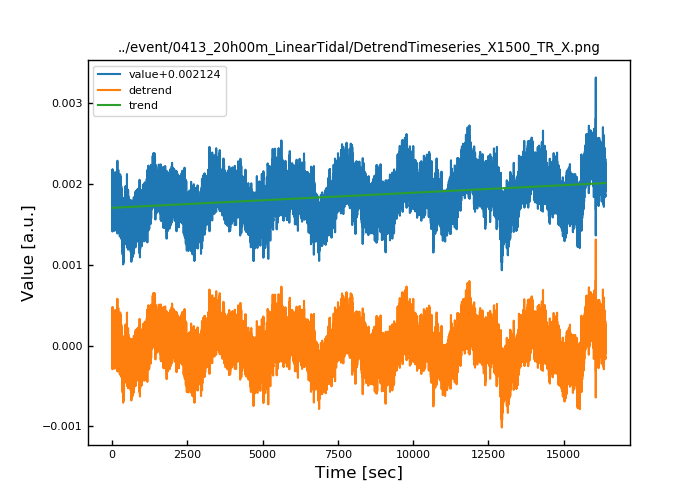 ../event/0413_20h00m_LinearTidal/DetrendTimeseries_X1500_TR_X.png
value+0.002124
detrend
trend
0.003
0.002
0.001
0.000
−0.001
Value [a.u.]
0
2500
5000
7500
10000
12500
15000
Time [sec]